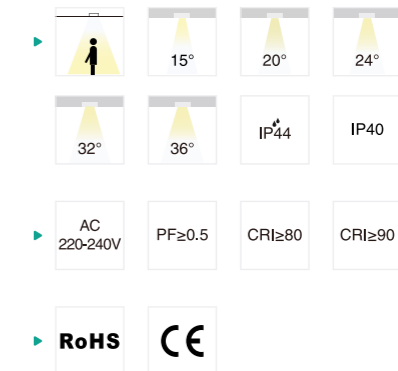 15°
20°
24°
32°
36°
IP44
IP40
AC
220-240V
PF≥0.5
CRI≥80
CRI≥90
RoHS
CE